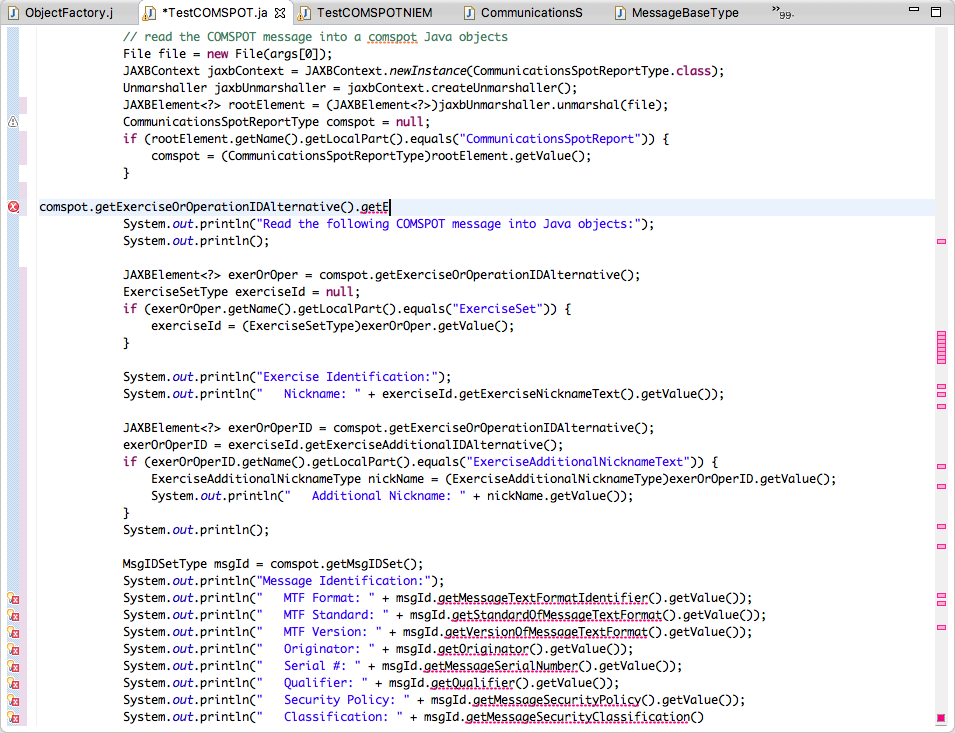 ObjectFactory.j *TestCOMSPOT.ja TestCOMSPOTNIEM CommunicationsS MessageBaseType »99-
// read the COMSPOT message into a comspot Java objects
File file = new File(args[0]);
JAXBContext jaxbContext = JAXBContext.newInstance(CommunicationsSpotReportType.class);
Unmarshaller jaxbUnmarshaller = jaxbContext.createUnmarshaller();
JAXBElement<?> rootElement = (JAXBElement<?>)jaxbUnmarshaller.unmarshal(file);
CommunicationsSpotReportType comspot = null;
if (rootElement.getName().getLocalPart().equals("CommunicationsSpotReport")) {
comspot = (CommunicationsSpotReportType)rootElement.getValue();
}
comspot.getExerciseOrOperationIDAlternative().getE
System.out.println("Read the following COMSPOT message into Java objects:");
System.out.println();
JAXBElement<?> exerOrOper = comspot.getExerciseOrOperationIDAlternative();
ExerciseSetType exerciseId = null;
if (exerOrOper.getName().getLocalPart().equals("ExerciseSet")) {
exerciseId = (ExerciseSetType)exerOrOper.getValue();
}
System.out.println("Exercise Identification:");
System.out.println("   Nickname: " + exerciseId.getExerciseNicknameText().getValue());
JAXBElement<?> exerOrOperID = comspot.getExerciseOrOperationIDAlternative();
exerOrOperID = exerciseId.getExerciseAdditionalIDAlternative();
if (exerOrOperID.getName().getLocalPart().equals("ExerciseAdditionalNicknameText")) {
ExerciseAdditionalNicknameType nickName = (ExerciseAdditionalNicknameType)exerOrOperID.getValue();
System.out.println("   Additional Nickname: " + nickName.getValue());
}
System.out.println();
MsgIDSetType msgId = comspot.getMsgIDSet();
System.out.println("Message Identification:");
System.out.println("   MTF Format: " + msgId.getMessageTextFormatIdentifier().getValue());
System.out.println("   MTF Standard: " + msgId.getStandardOfMessageTextFormat().getValue());
System.out.println("   MTF Version: " + msgId.getVersionOfMessageTextFormat().getValue());
System.out.println("   Originator: " + msgId.getOriginator().getValue());
System.out.println("   Serial #: " + msgId.getMessageSerialNumber().getValue());
System.out.println("   Qualifier: " + msgId.getQualifier().getValue());
System.out.println("   Security Policy: " + msgId.getMessageSecurityPolicy().getValue());
System.out.println("   Classification: " + msgId.getMessageSecurityClassification()